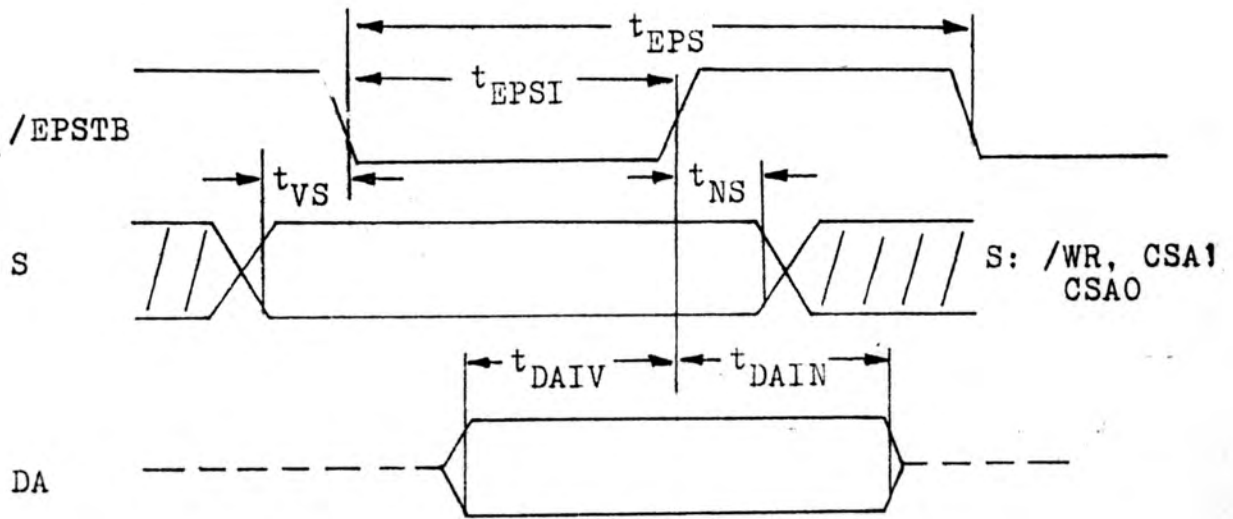 tEPS
tEPSI
/EPSTB
tVS
tNS
S
S: /WR, CSA1
CSA0
tDAIV
tDAIN
DA